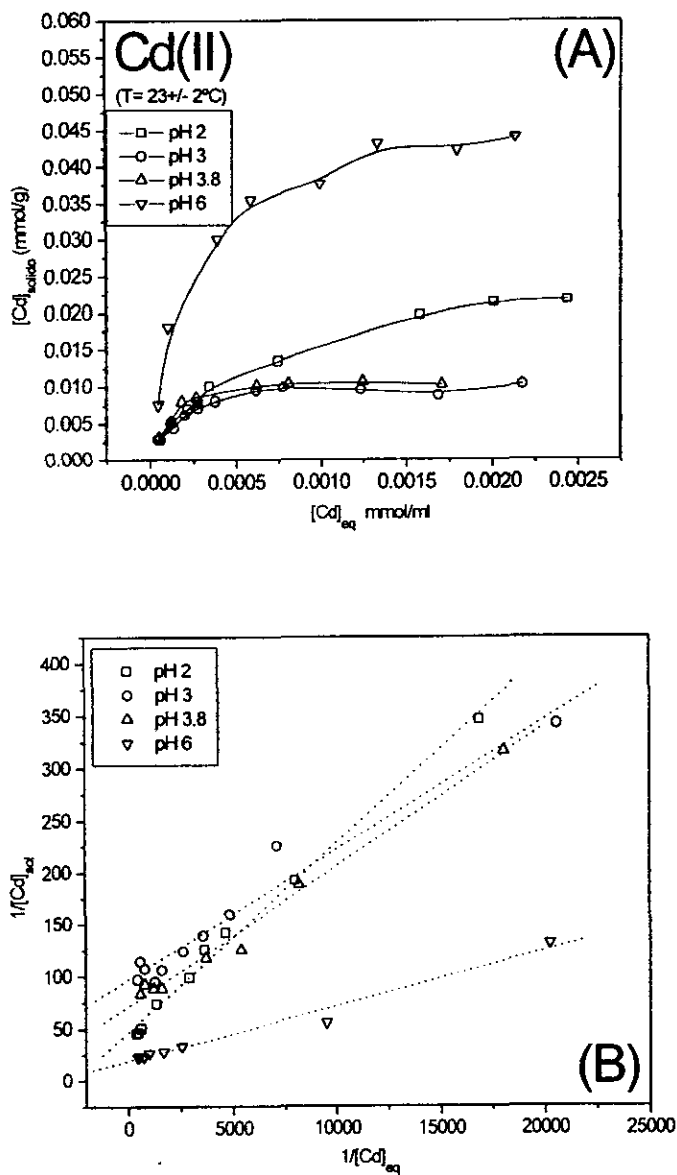 Cd(II)
(A)
(T= 23+/- 2ºC)
pH 2
pH 3
pH 3.8
pH 6
[Cd]solido (mmol/g)
0.060
0.055
0.050
0.045
0.040
0.035
0.030
0.025
0.020
0.015
0.010
0.005
0.000
0.0000 0.0005 0.0010 0.0015 0.0020 0.0025
[Cd]eq mmol/ml
pH 2
pH 3
pH 3.8
pH 6
1/[Cd]sol
400
350
300
250
200
150
100
50
0
(B)
0 5000 10000 15000 20000 25000
1/[Cd]eq